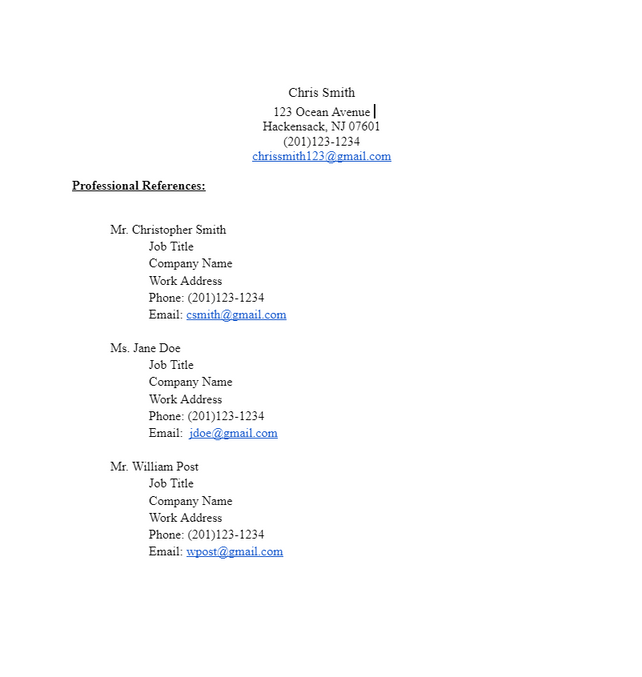 Chris Smith
123 Ocean Avenue
Hackensack, NJ 07601
(201)123-1234
chrissmith123@gmail.com
Professional References:
Mr. Christopher Smith
Job Title
Company Name
Work Address
Phone: (201)123-1234
Email: csmith@gmail.com
Ms. Jane Doe
Job Title
Company Name
Work Address
Phone: (201)123-1234
Email:  jdoe@gmail.com
Mr. William Post
Job Title
Company Name
Work Address
Phone: (201)123-1234
Email: wpost@gmail.com